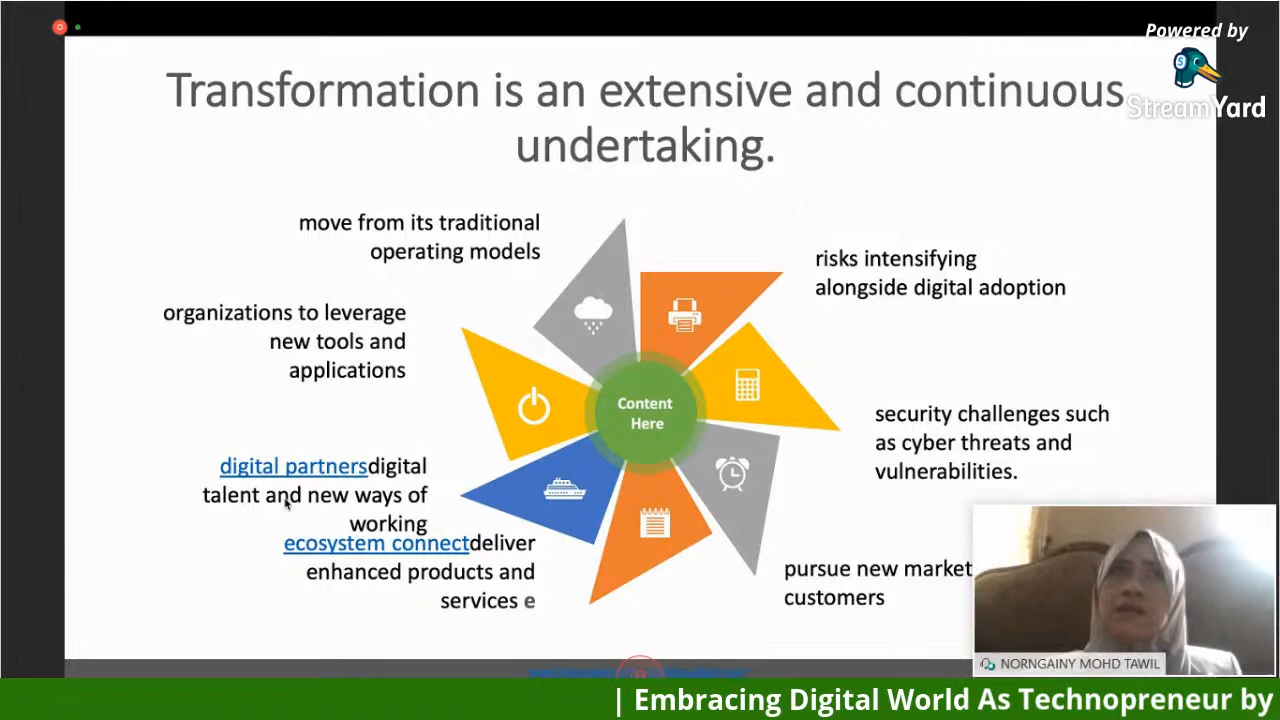 Powered by
StreamYard
Transformation is an extensive and continuous
undertaking.
move from its traditional
operating models
risks intensifying
alongside digital adoption
organizations to leverage
new tools and
applications
Content
Here
security challenges such
as cyber threats and
vulnerabilities.
digital partnersdigital
talent and new ways of
working
ecosystem connectdeliver
enhanced products and
services e
pursue new market
customers
NORNGAINY MOHD TAWIL
| Embracing Digital World As Technopreneur by